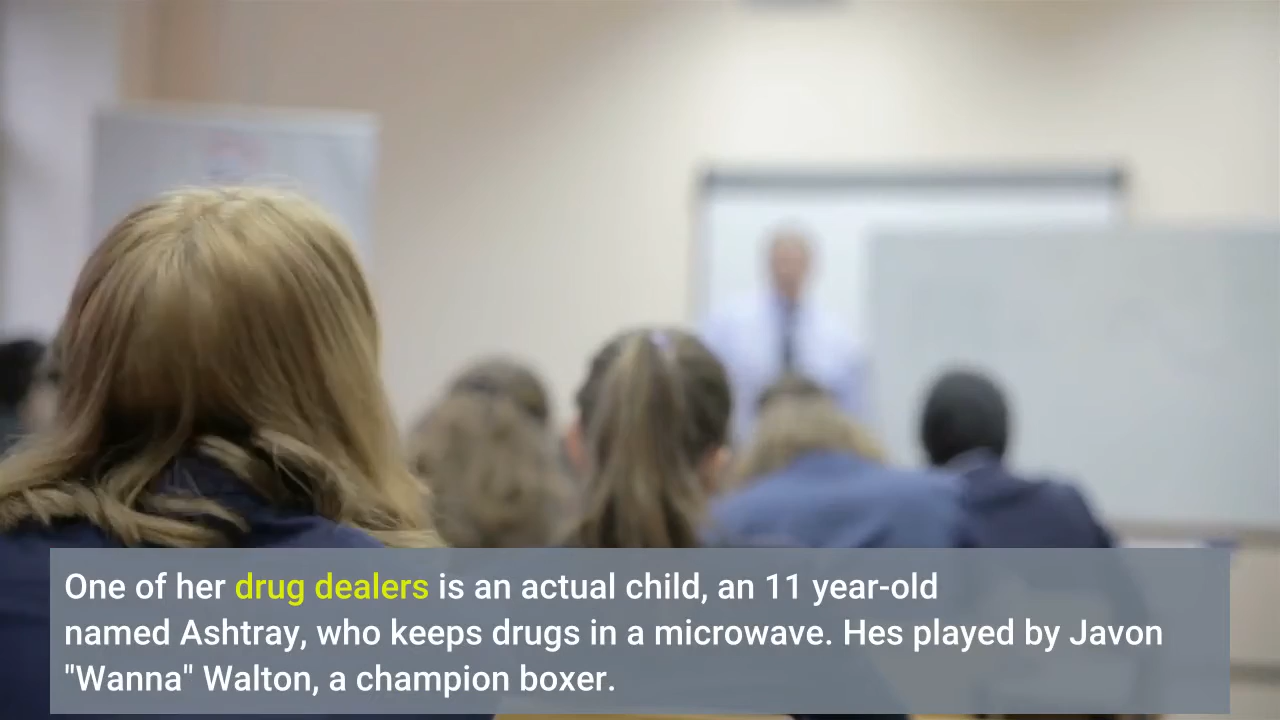 One of her drug dealers is an actual child, an 11 year-old
named Ashtray, who keeps drugs in a microwave. Hes played by Javon
"Wanna" Walton, a champion boxer.